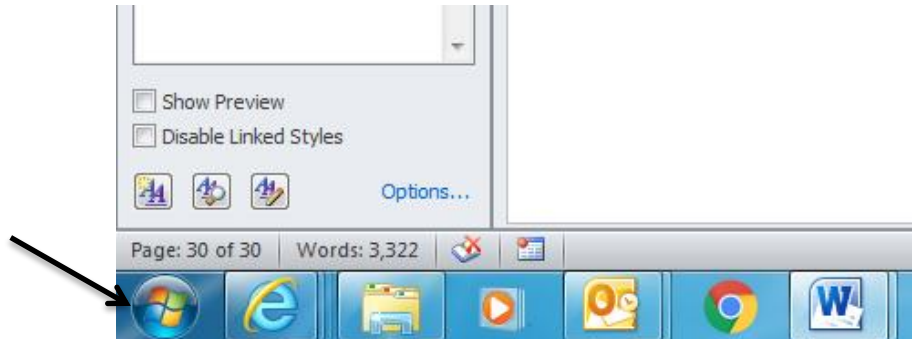 Show Preview
Disable Linked Styles
Options...
Page: 30 of 30 Words: 3,322